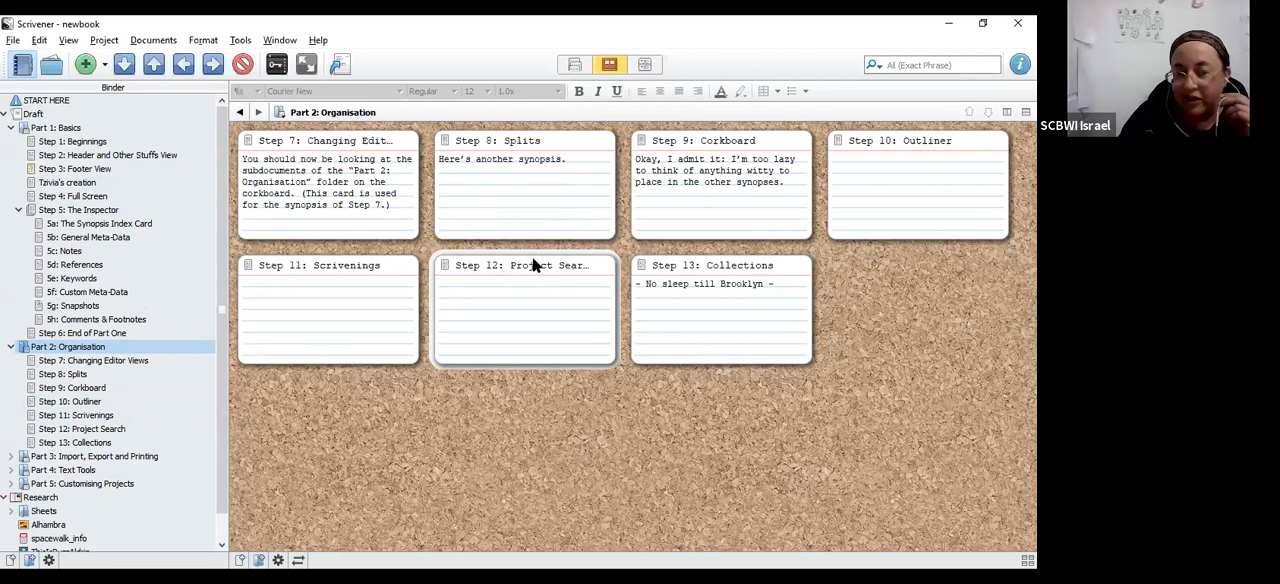 Scrivener - newbook
File Edit View Project Documents Format Tools Window Help
All (Exact Phrase)
Binder
Courier New Regular 12 1.0x B I U A
START HERE
Draft
Part 1: Basics
Step 1: Beginnings
Step 2: Header and Other Stuffs View
Step 3: Footer View
Tzivia's creation
Step 4: Full Screen
Step 5: The Inspector
5a: The Synopsis Index Card
5b: General Meta-Data
5c: Notes
5d: References
5e: Keywords
5f: Custom Meta-Data
5g: Snapshots
5h: Comments & Footnotes
Step 6: End of Part One
Part 2: Organisation
Step 7: Changing Editor Views
Step 8: Splits
Step 9: Corkboard
Step 10: Outliner
Step 11: Scrivenings
Step 12: Project Search
Step 13: Collections
Part 3: Import, Export and Printing
Part 4: Text Tools
Part 5: Customising Projects
Research
Sheets
Alhambra
spacewalk_info
Part 2: Organisation
Step 7: Changing Edit…
You should now be looking at the
subdocuments of the “Part 2:
Organisation” folder on the
corkboard. (This card is used
for the synopsis of Step 7.)
Step 8: Splits
Here’s another synopsis.
Step 9: Corkboard
Okay, I admit it: I’m too lazy
to think of anything witty to
place in the other synopses.
Step 10: Outliner
Step 11: Scrivenings
Step 12: Project Sear…
Step 13: Collections
- No sleep till Brooklyn -
SCBWI Israel